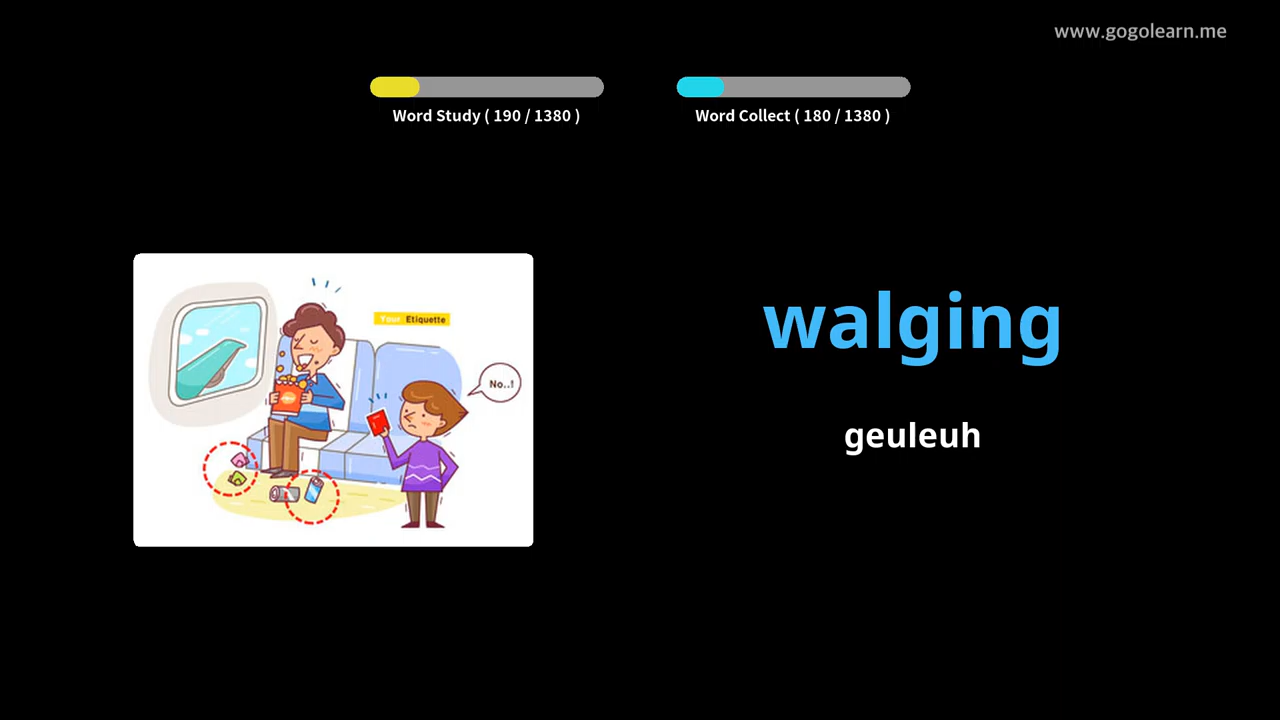 www.gogolearn.me
Word Study ( 190 / 1380 )
Word Collect ( 180 / 1380 )
Your Etiquette
No..!
walging
geuleuh